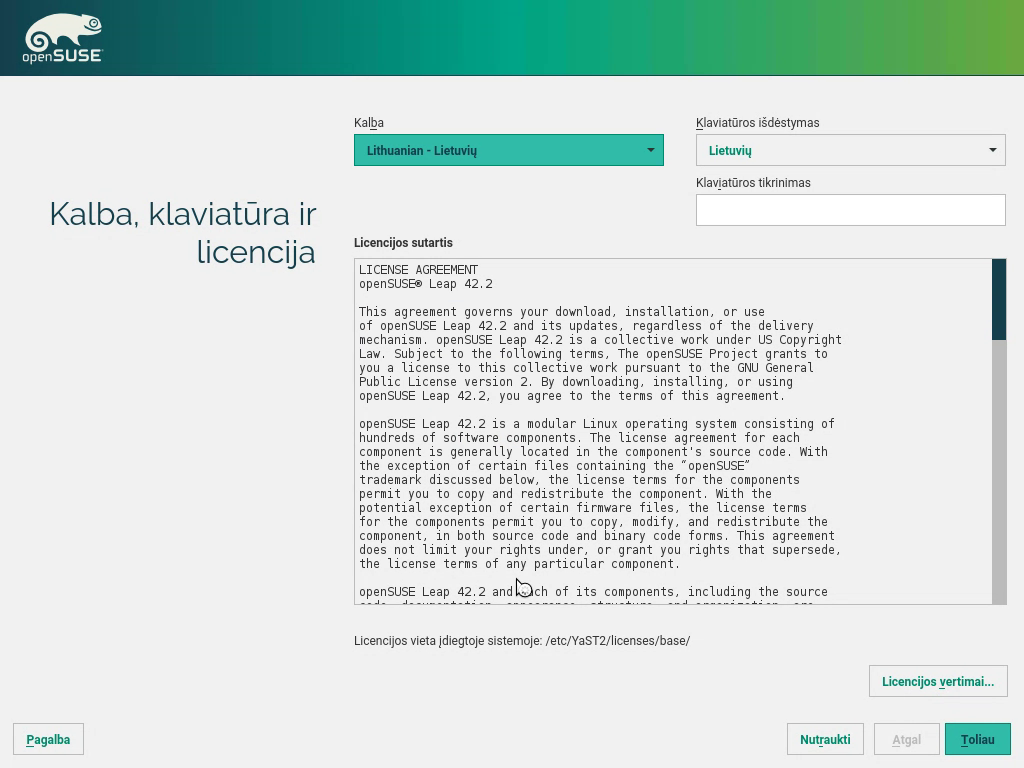 openSUSE
Kalba
Klaviatūros išdėstymas
Lithuanian - Lietuvių
Lietuvių
Klaviatūros tikrinimas
Kalba, klaviatūra ir
licencija
Licencijos sutartis
LICENSE AGREEMENT
openSUSE® Leap 42.2
This agreement governs your download, installation, or use
of openSUSE Leap 42.2 and its updates, regardless of the delivery
mechanism. openSUSE Leap 42.2 is a collective work under US Copyright
Law. Subject to the following terms, The openSUSE Project grants to
you a license to this collective work pursuant to the GNU General
Public License version 2. By downloading, installing, or using
openSUSE Leap 42.2, you agree to the terms of this agreement.
openSUSE Leap 42.2 is a modular Linux operating system consisting of
hundreds of software components. The license agreement for each
component is generally located in the component's source code. With
the exception of certain files containing the “openSUSE”
trademark discussed below, the license terms for the components
permit you to copy and redistribute the component. With the
potential exception of certain firmware files, the license terms
for the components permit you to copy, modify, and redistribute the
component, in both source code and binary code forms. This agreement
does not limit your rights under, or grant you rights that supersede,
the license terms of any particular component.
openSUSE Leap 42.2 and each of its components, including the source
Licencijos vieta įdiegtoje sistemoje: /etc/YaST2/licenses/base/
Licencijos vertimai...
Pagalba
Nutraukti
Atgal
Toliau